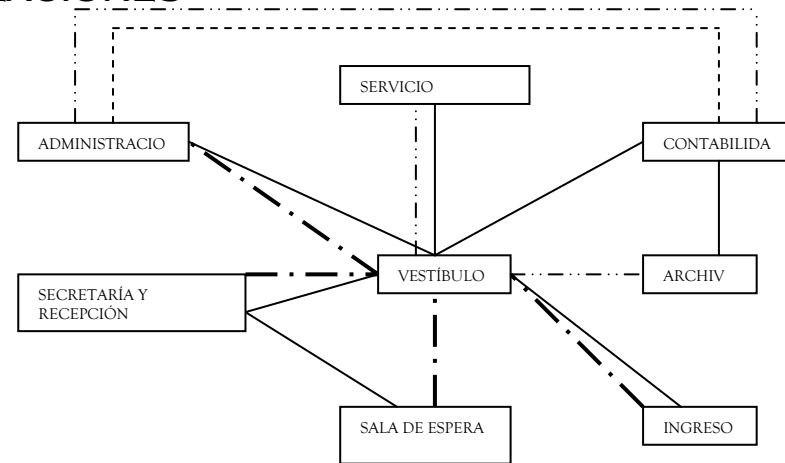 SERVICIO
ADMINISTRACIO
CONTABILIDA
VESTÍBULO
ARCHIV
SECRETARÍA Y
RECEPCIÓN
SALA DE ESPERA
INGRESO